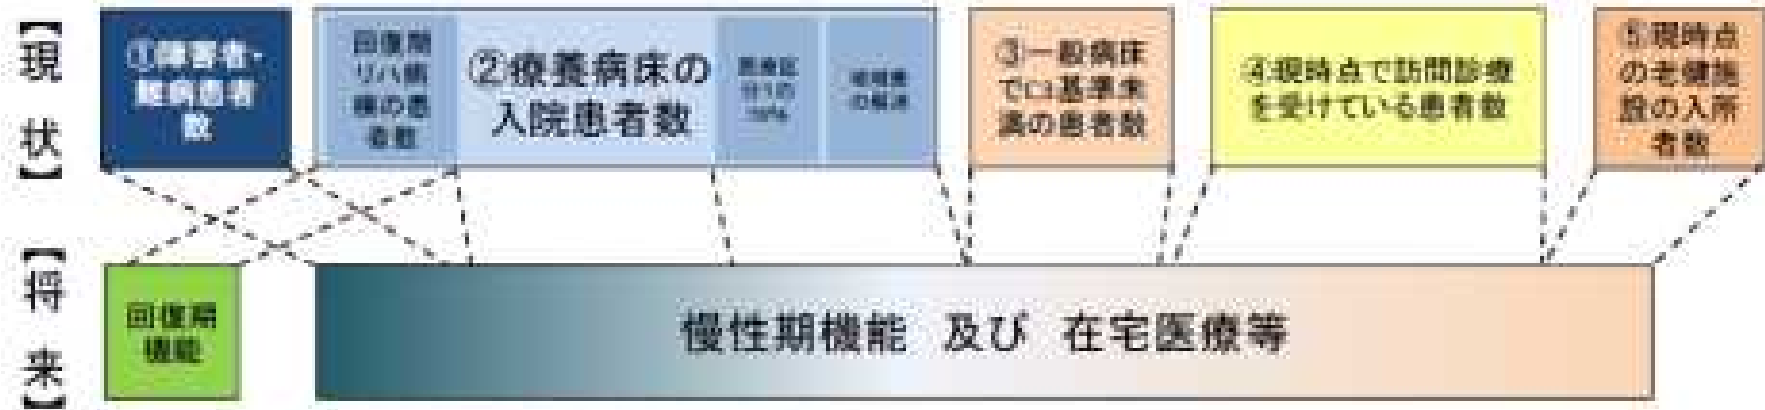 【現状】
①障害者・
難病患者
数
回復期
リハ病
棟の患
者数
②療養病床の
入院患者数
医療区
分1の
70%
地域差
の解消
③一般病床
でC3基準未
満の患者数
④現時点で訪問診療
を受けている患者数
⑤現時点
の老健施
設の入所
者数
【将来】
回復期
機能
慢性期機能 及び 在宅医療等